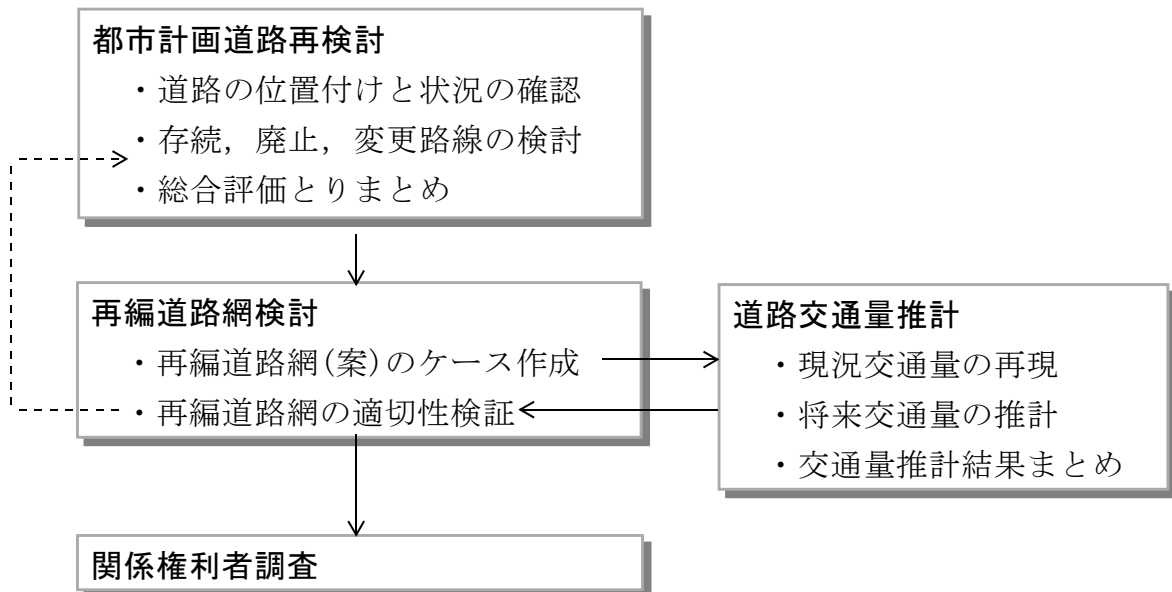 都市計画道路再検討
・道路の位置付けと状況の確認
・存続，廃止，変更路線の検討
・総合評価とりまとめ
再編道路網検討
・再編道路網(案)のケース作成
・再編道路網の適切性検証
道路交通量推計
・現況交通量の再現
・将来交通量の推計
・交通量推計結果まとめ
関係権利者調査